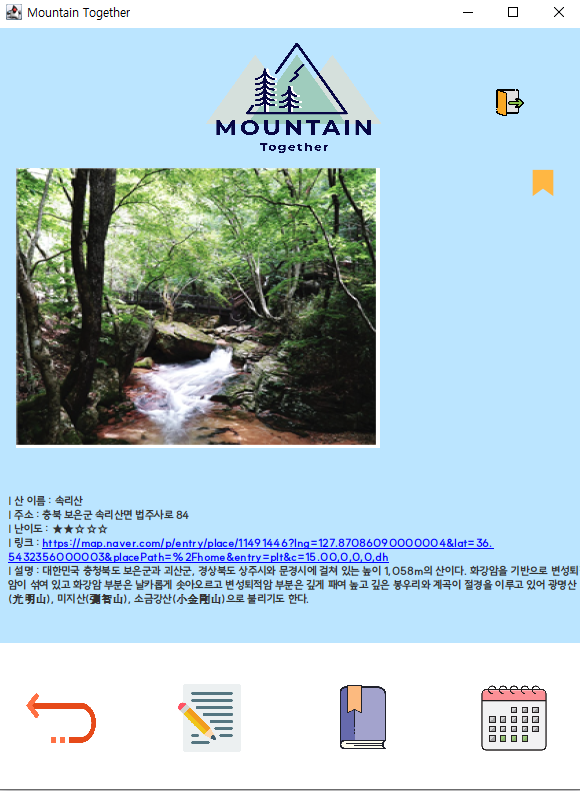 Mountain Together
MOUNTAIN
Together
| 산 이름 : 속리산
| 주소 : 충북 보은군 속리산면 법주사로 84
| 난이도 : ★★☆☆☆
| 링크 : https://map.naver.com/p/entry/place/11491446?lng=127.87086090000004&lat=36.
5432356000003&placePath=%2Fhome&entry=plt&c=15.00,0,0,0,dh
| 설명 : 대한민국 충청북도 보은군과 괴산군, 경상북도 상주시와 문경시에 걸쳐 있는 높이 1,058m의 산이다. 화강암을 기반으로 변성퇴
암이 섞여 있고 화강암 부분은 날카롭게 솟아오르고 변성퇴적암 부분은 깊게 패여 높고 깊은 봉우리와 계곡이 절경을 이루고 있어 광명산
(光明山), 미지산(彌智山), 소금강산(小金剛山)으로 불리기도 한다.